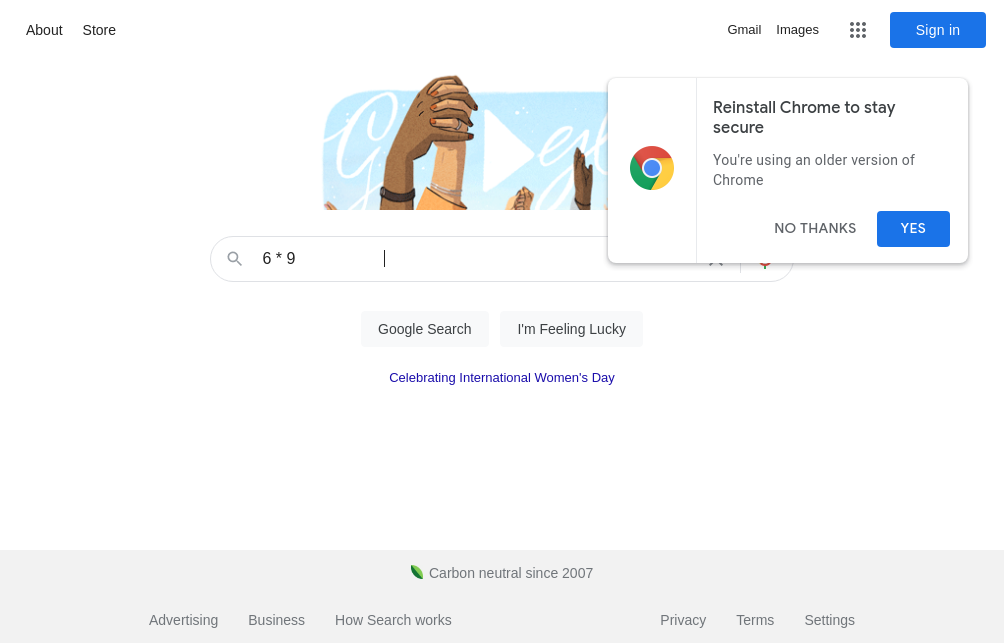 About Store Gmail Images Sign in
Reinstall Chrome to stay
secure
You're using an older version of
Chrome
NO THANKS YES
6 * 9
Google Search I'm Feeling Lucky
Celebrating International Women's Day
Carbon neutral since 2007
Advertising Business How Search works Privacy Terms Settings